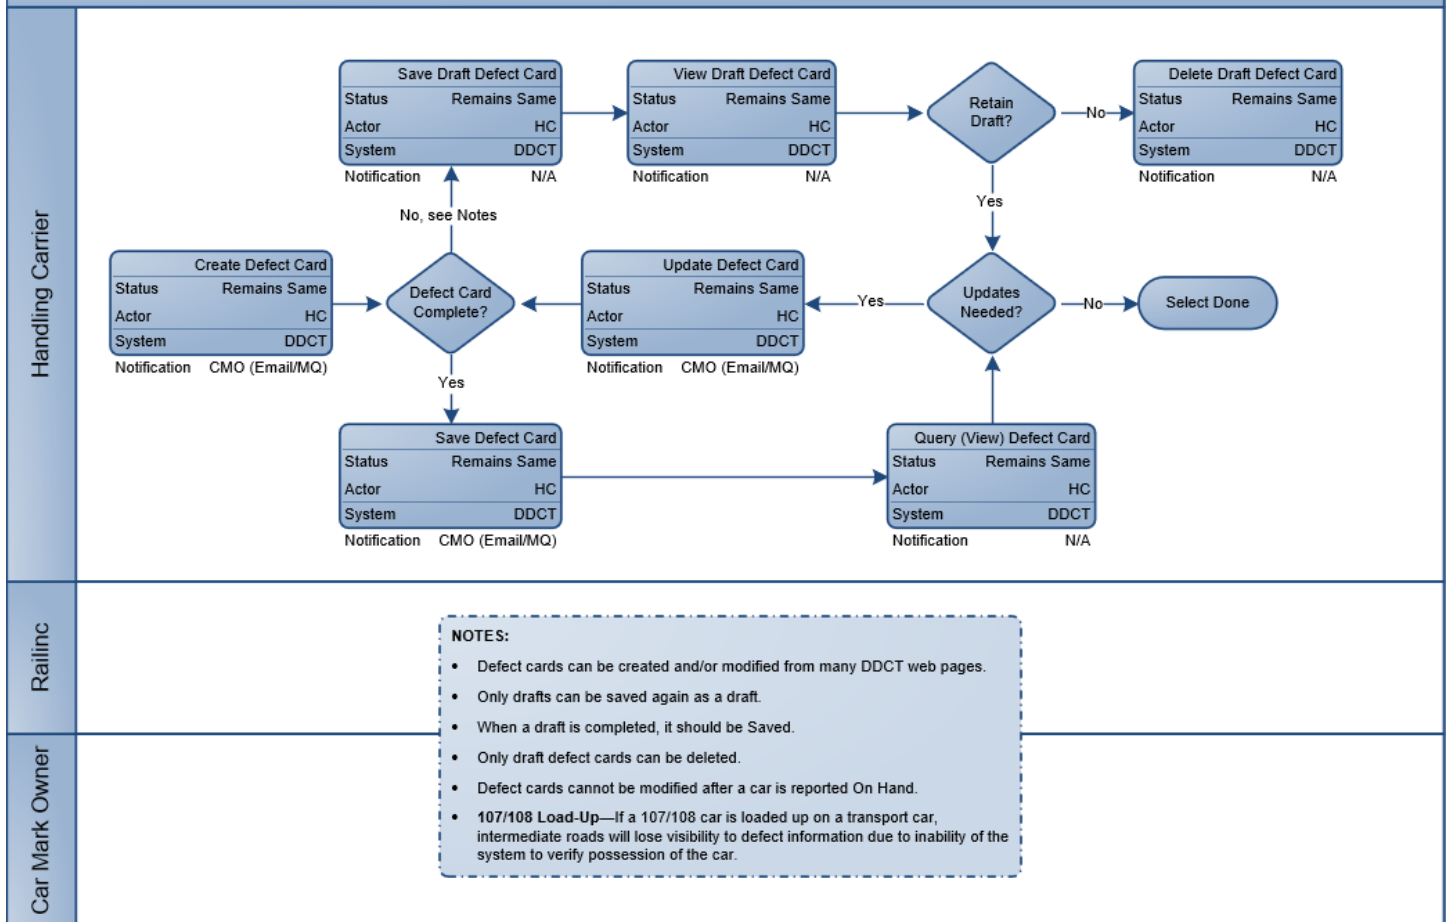 Handling Carrier
Save Draft Defect Card
Status Remains Same
Actor HC
System DDCT
Notification N/A
View Draft Defect Card
Status Remains Same
Actor HC
System DDCT
Notification N/A
Retain
Draft?
No
Delete Draft Defect Card
Status Remains Same
Actor HC
System DDCT
Notification N/A
No, see Notes
Yes
Create Defect Card
Status Remains Same
Actor HC
System DDCT
Notification CMO (Email/MQ)
Defect Card
Complete?
Update Defect Card
Status Remains Same
Actor HC
System DDCT
Notification CMO (Email/MQ)
Yes
Updates
Needed?
No
Select Done
Yes
Save Defect Card
Status Remains Same
Actor HC
System DDCT
Notification CMO (Email/MQ)
Query (View) Defect Card
Status Remains Same
Actor HC
System DDCT
Notification N/A
Railinc
Car Mark Owner
NOTES:
• Defect cards can be created and/or modified from many DDCT web pages.
• Only drafts can be saved again as a draft.
• When a draft is completed, it should be Saved.
• Only draft defect cards can be deleted.
• Defect cards cannot be modified after a car is reported On Hand.
• 107/108 Load-Up—If a 107/108 car is loaded up on a transport car,
intermediate roads will lose visibility to defect information due to inability of the
system to verify possession of the car.